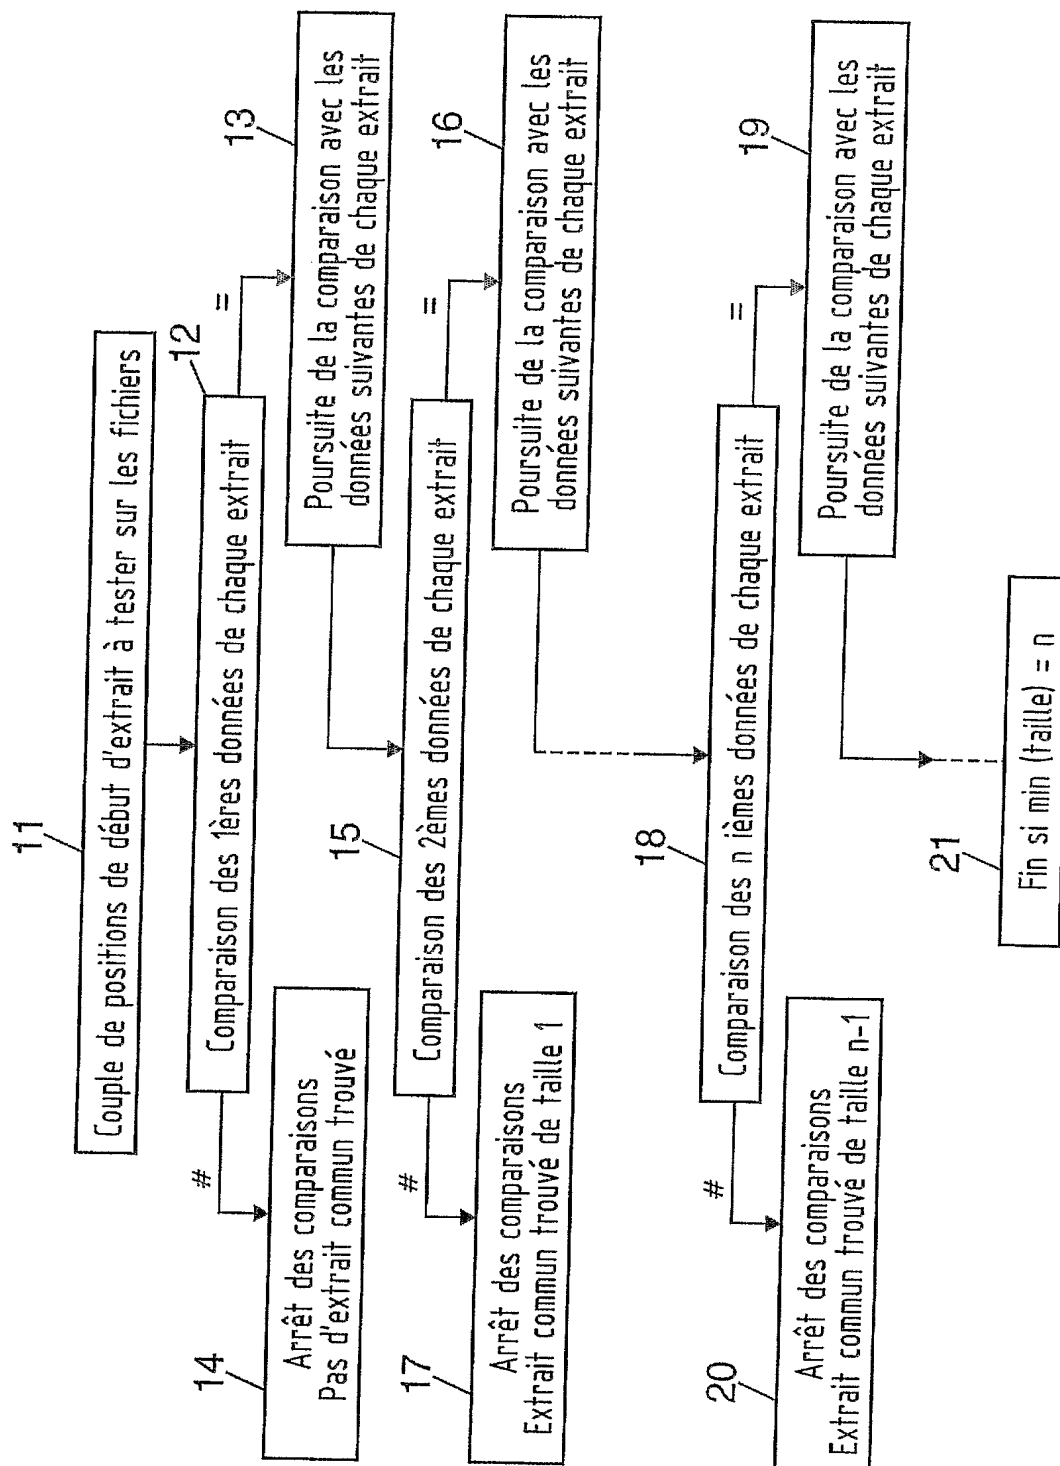 11
Couple de positions de début d'extrait à tester sur les fichiers
12
Comparaison des 1ères données de chaque extrait
#
=
14
Arrêt des comparaisons
Pas d'extrait commun trouvé
13
Poursuite de la comparaison avec les
données suivantes de chaque extrait
15
Comparaison des 2èmes données de chaque extrait
#
=
17
Arrêt des comparaisons
Extrait commun trouvé de taille 1
16
Poursuite de la comparaison avec les
données suivantes de chaque extrait
18
Comparaison des n ièmes données de chaque extrait
#
=
20
Arrêt des comparaisons
Extrait commun trouvé de taille n-1
19
Poursuite de la comparaison avec les
données suivantes de chaque extrait
21
Fin si min (taille) = n